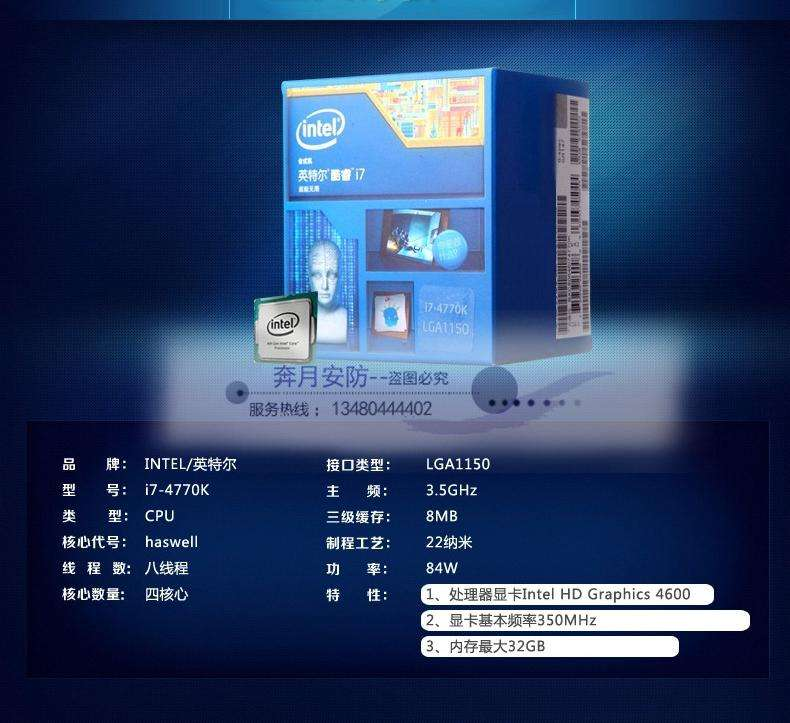 intel
英特尔®酷睿™i7
i7-4770K
LGA1150
intel
奔月安防--盗图必究
服务热线 ： 13480444402
品 牌： INTEL/英特尔
接口类型： LGA1150
型 号： i7-4770K
主 频： 3.5GHz
类 型： CPU
三级缓存： 8MB
核心代号： haswell
制程工艺： 22纳米
线 程 数： 八线程
功 率： 84W
核心数量: 四核心
特 性： 1、处理器显卡Intel HD Graphics 4600
2、显卡基本频率350MHz
3、内存最大32GB